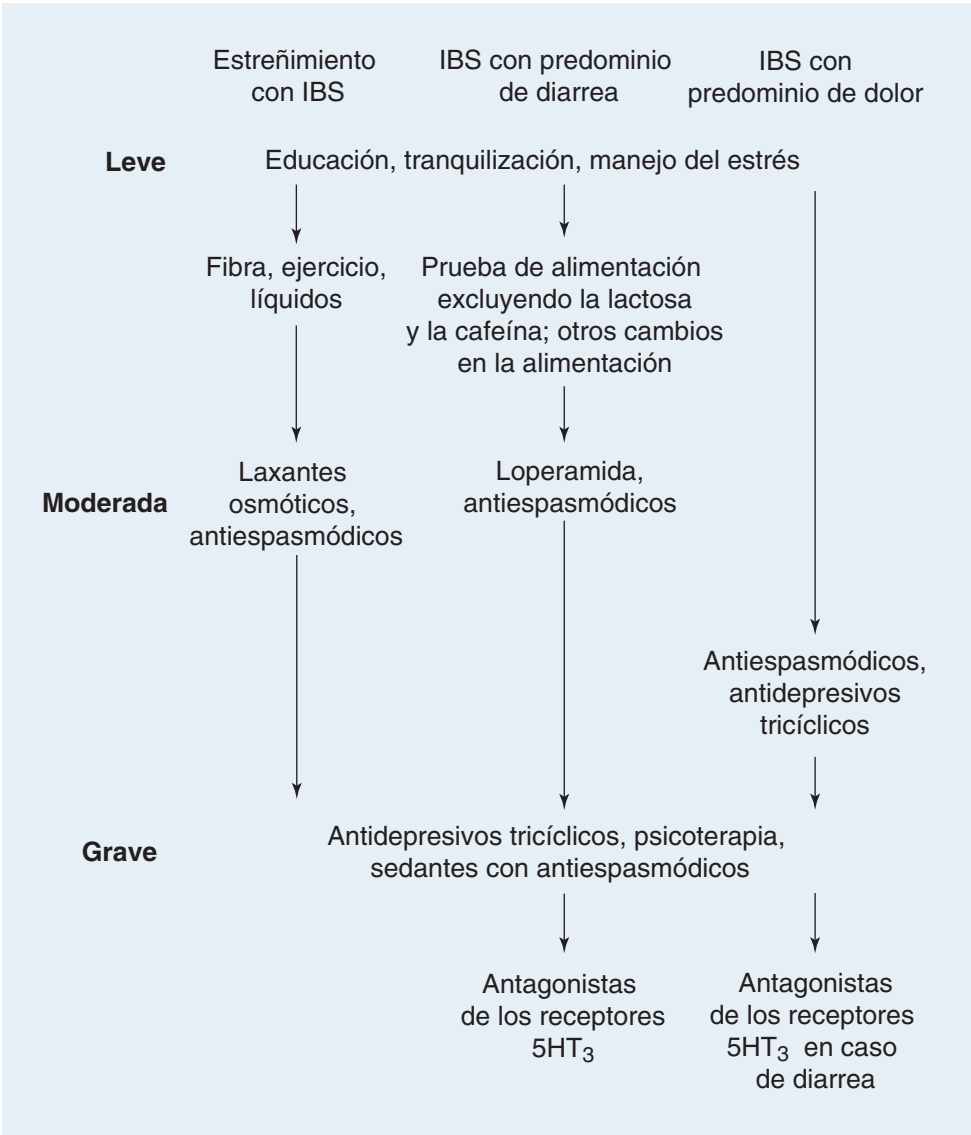 Estreñimiento
con IBS
IBS con predominio
de diarrea
IBS con
predominio de dolor
Leve
Educación, tranquilización, manejo del estrés
Fibra, ejercicio,
líquidos
Prueba de alimentación
excluyendo la lactosa
y la cafeína; otros cambios
en la alimentación
Moderada
Laxantes
osmóticos,
antiespasmódicos
Loperamida,
antiespasmódicos
Antiespasmódicos,
antidepresivos
tricíclicos
Grave
Antidepresivos tricíclicos, psicoterapia,
sedantes con antiespasmódicos
Antagonistas
de los receptores
5HT3
Antagonistas
de los receptores
5HT3 en caso
de diarrea